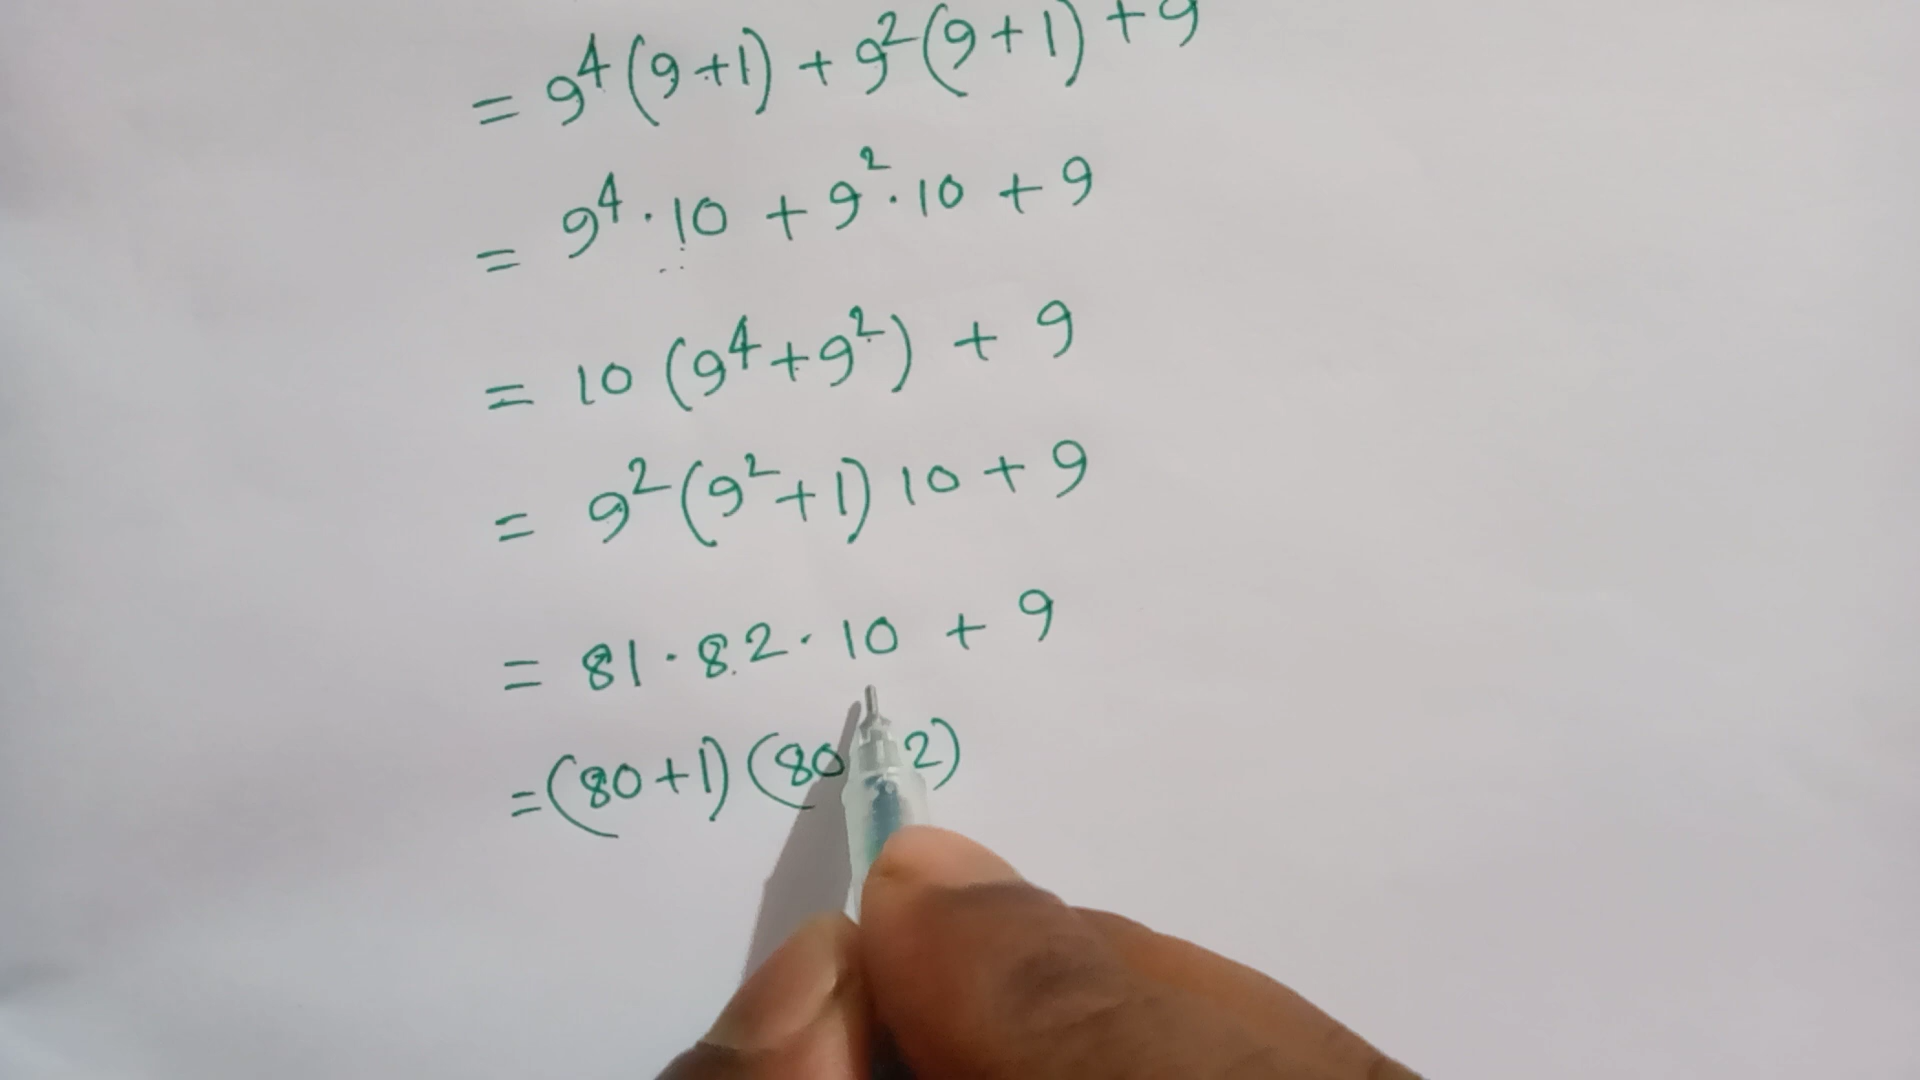 = 9⁴(9+1) + 9²(9+1) + 9
= 9⁴·10 + 9²·10 + 9
= 10 (9⁴+9²) + 9
= 9²(9²+1) 10 + 9
= 81·82·10 + 9
=(80+1)(80 2)